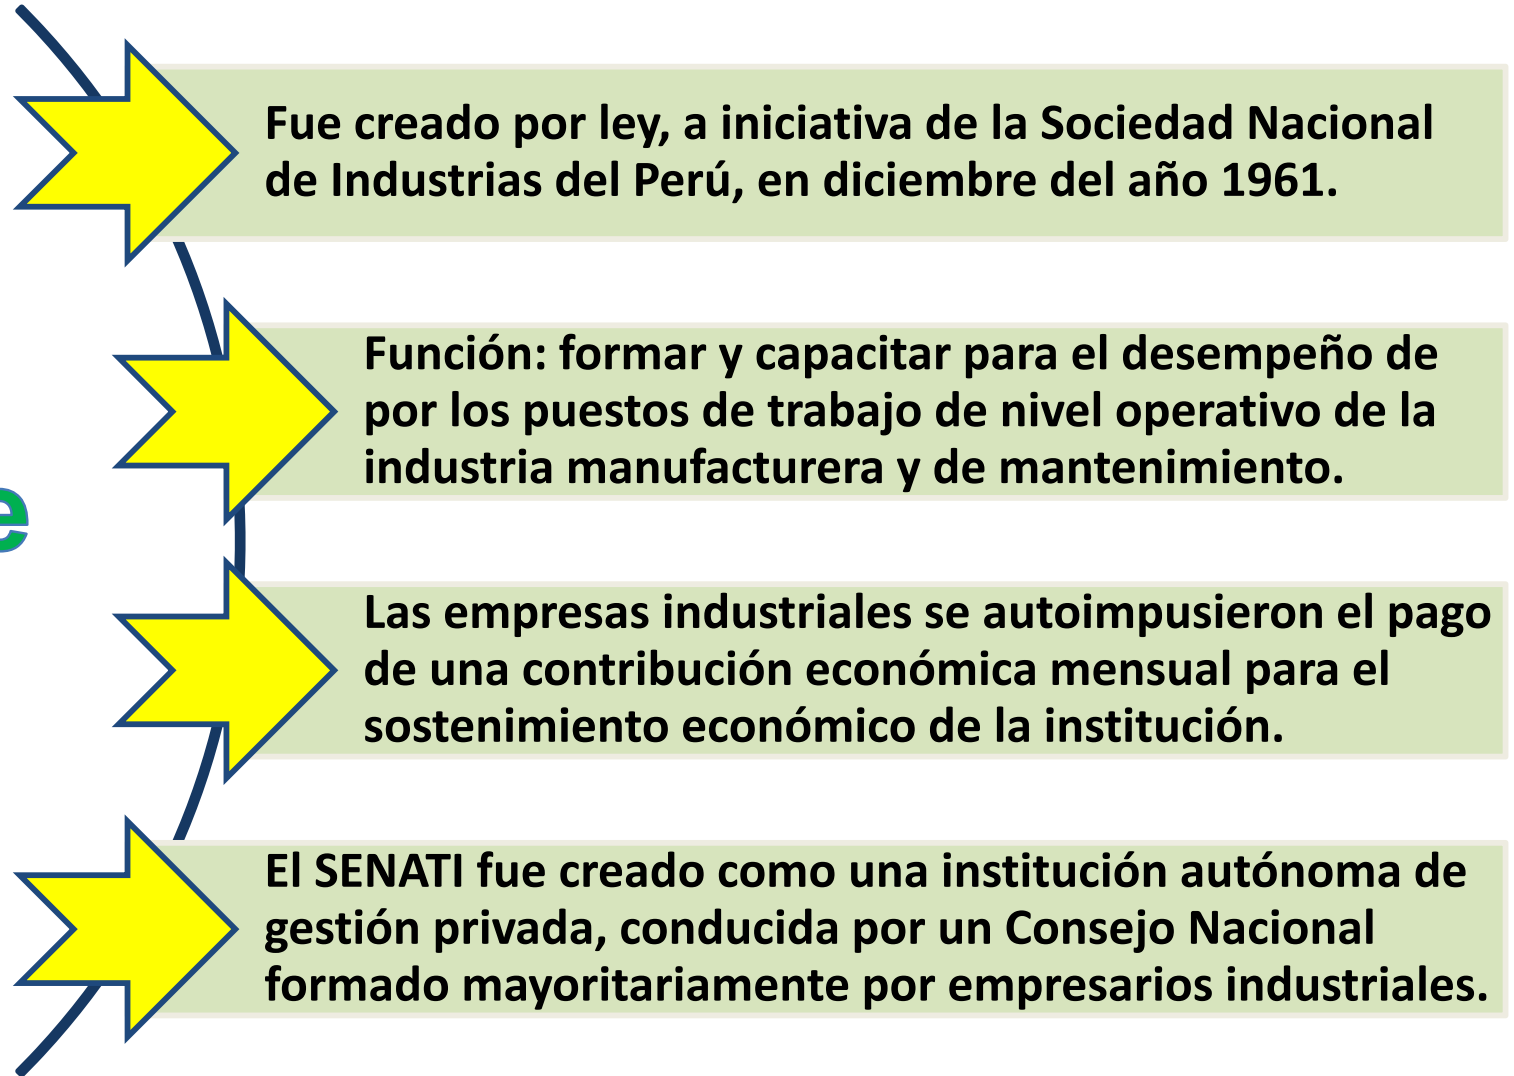 Fue creado por ley, a iniciativa de la Sociedad Nacional
de Industrias del Perú, en diciembre del año 1961.
Función: formar y capacitar para el desempeño de
por los puestos de trabajo de nivel operativo de la
industria manufacturera y de mantenimiento.
e
Las empresas industriales se autoimpusieron el pago
de una contribución económica mensual para el
sostenimiento económico de la institución.
El SENATI fue creado como una institución autónoma de
gestión privada, conducida por un Consejo Nacional
formado mayoritariamente por empresarios industriales.